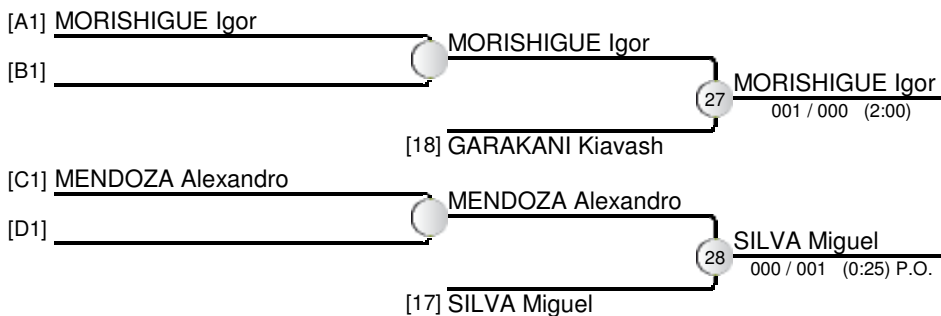 [A1] MORISHIGUE Igor
MORISHIGUE Igor
[B1]
27
MORISHIGUE Igor
001 / 000 (2:00)
[18] GARAKANI Kiavash
[C1] MENDOZA Alexandro
MENDOZA Alexandro
[D1]
28
SILVA Miguel
000 / 001 (0:25) P.O.
[17] SILVA Miguel